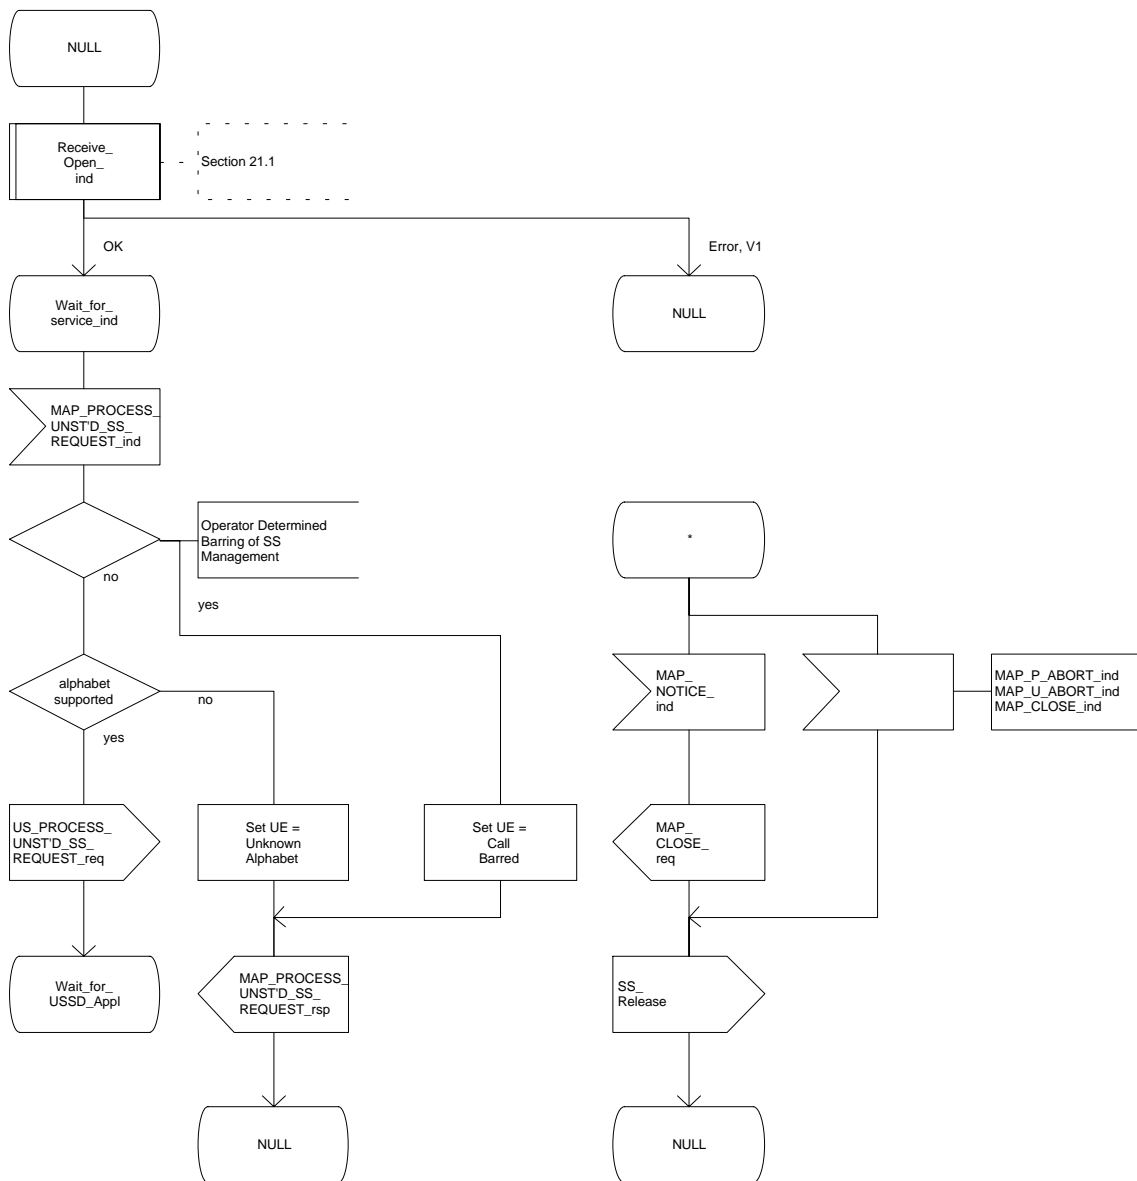 NULL
Receive_
Open_
ind
Section 21.1
OK
Error, V1
Wait_for_
service_ind
NULL
MAP_PROCESS_
UNST'D_SS_
REQUEST_ind
Operator Determined
Barring of SS
Management
*
no
yes
alphabet
supported
no
yes
MAP_
NOTICE_
ind
MAP_P_ABORT_ind
MAP_U_ABORT_ind
MAP_CLOSE_ind
US_PROCESS_
UNST'D_SS_
REQUEST_req
Set UE =
Unknown
Alphabet
Set UE =
Call
Barred
MAP_
CLOSE_
req
Wait_for_
USSD_Appl
MAP_PROCESS_
UNST'D_SS_
REQUEST_rsp
SS_
Release
NULL
NULL